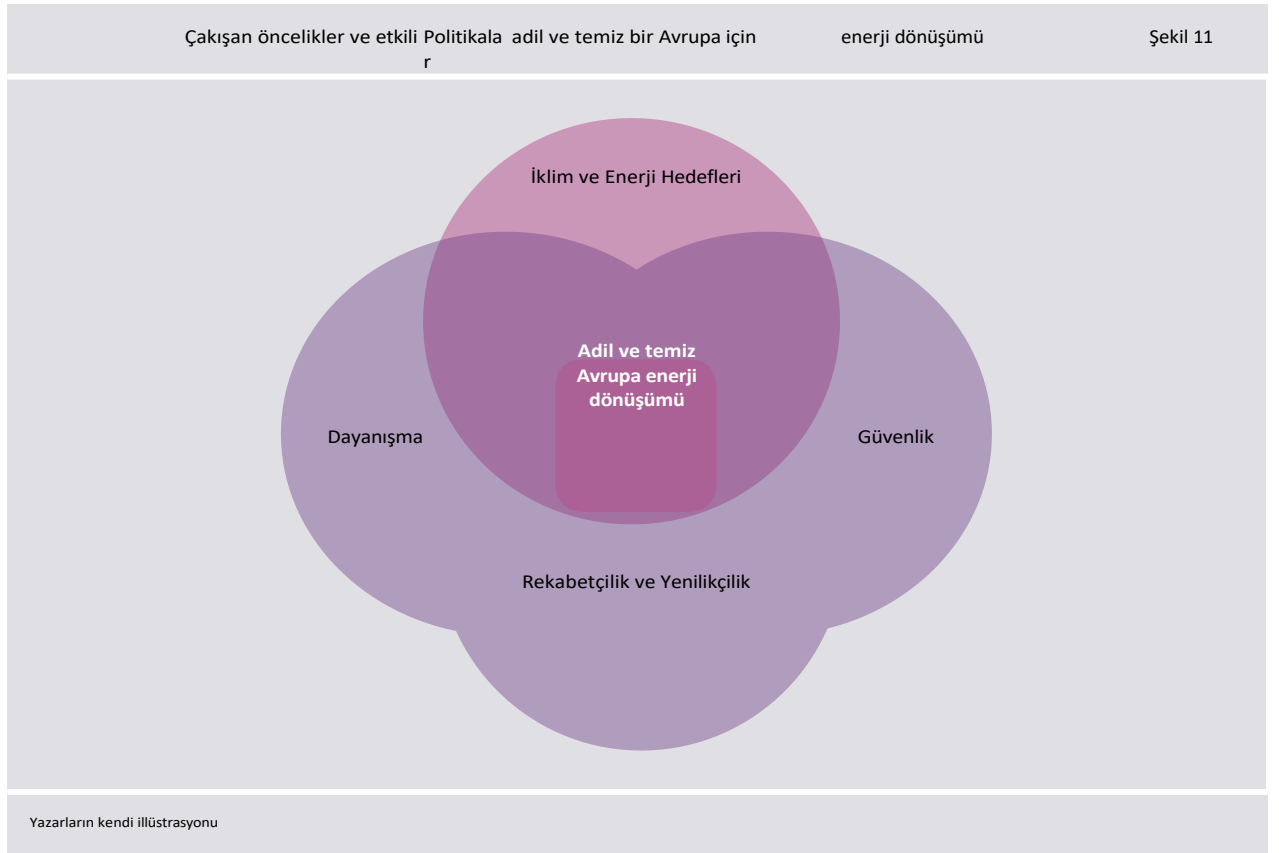 Çakışan öncelikler ve etkili Politikala adil ve temiz bir Avrupa için enerji dönüşümü Şekil 11
r
İklim ve Enerji Hedefleri
Adil ve temiz
Avrupa enerji
dönüşümü
Dayanışma Güvenlik
Rekabetçilik ve Yenilikçilik
Yazarların kendi illüstrasyonu